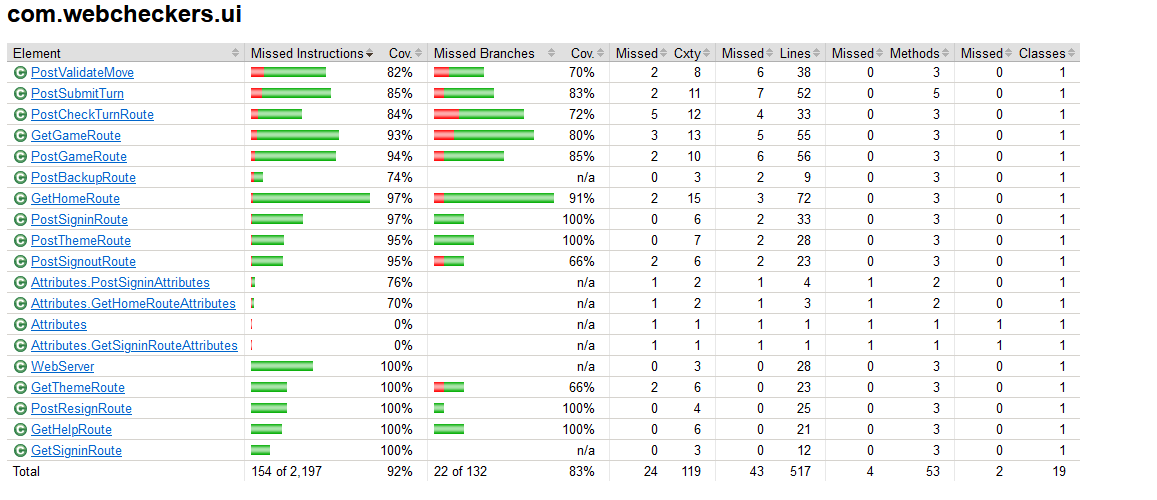 com.webcheckers.ui
Element Missed Instructions Cov. Missed Branches Cov. Missed Cxty Missed Lines Missed Methods Missed Classes
PostValidateMove 82% 70% 2 8 6 38 0 3 0 1
PostSubmitTurn 85% 83% 2 11 7 52 0 5 0 1
PostCheckTurnRoute 84% 72% 5 12 4 33 0 3 0 1
GetGameRoute 93% 80% 3 13 5 55 0 3 0 1
PostGameRoute 94% 85% 2 10 6 56 0 3 0 1
PostBackupRoute 74% n/a 0 3 2 9 0 3 0 1
GetHomeRoute 97% 91% 2 15 3 72 0 3 0 1
PostSigninRoute 97% 100% 0 6 2 33 0 3 0 1
PostThemeRoute 95% 100% 0 7 2 28 0 3 0 1
PostSignoutRoute 95% 66% 2 6 2 23 0 3 0 1
Attributes.PostSigninAttributes 76% n/a 1 2 1 4 1 2 0 1
Attributes.GetHomeRouteAttributes 70% n/a 1 2 1 3 1 2 0 1
Attributes 0% n/a 1 1 1 1 1 1 1 1
Attributes.GetSigninRouteAttributes 0% n/a 1 1 1 1 1 1 1 1
WebServer 100% n/a 0 3 0 28 0 3 0 1
GetThemeRoute 100% 66% 2 6 0 23 0 3 0 1
PostResignRoute 100% 100% 0 4 0 25 0 3 0 1
GetHelpRoute 100% 100% 0 6 0 21 0 3 0 1
GetSigninRoute 100% n/a 0 3 0 12 0 3 0 1
Total 154 of 2,197 92% 22 of 132 83% 24 119 43 517 4 53 2 19